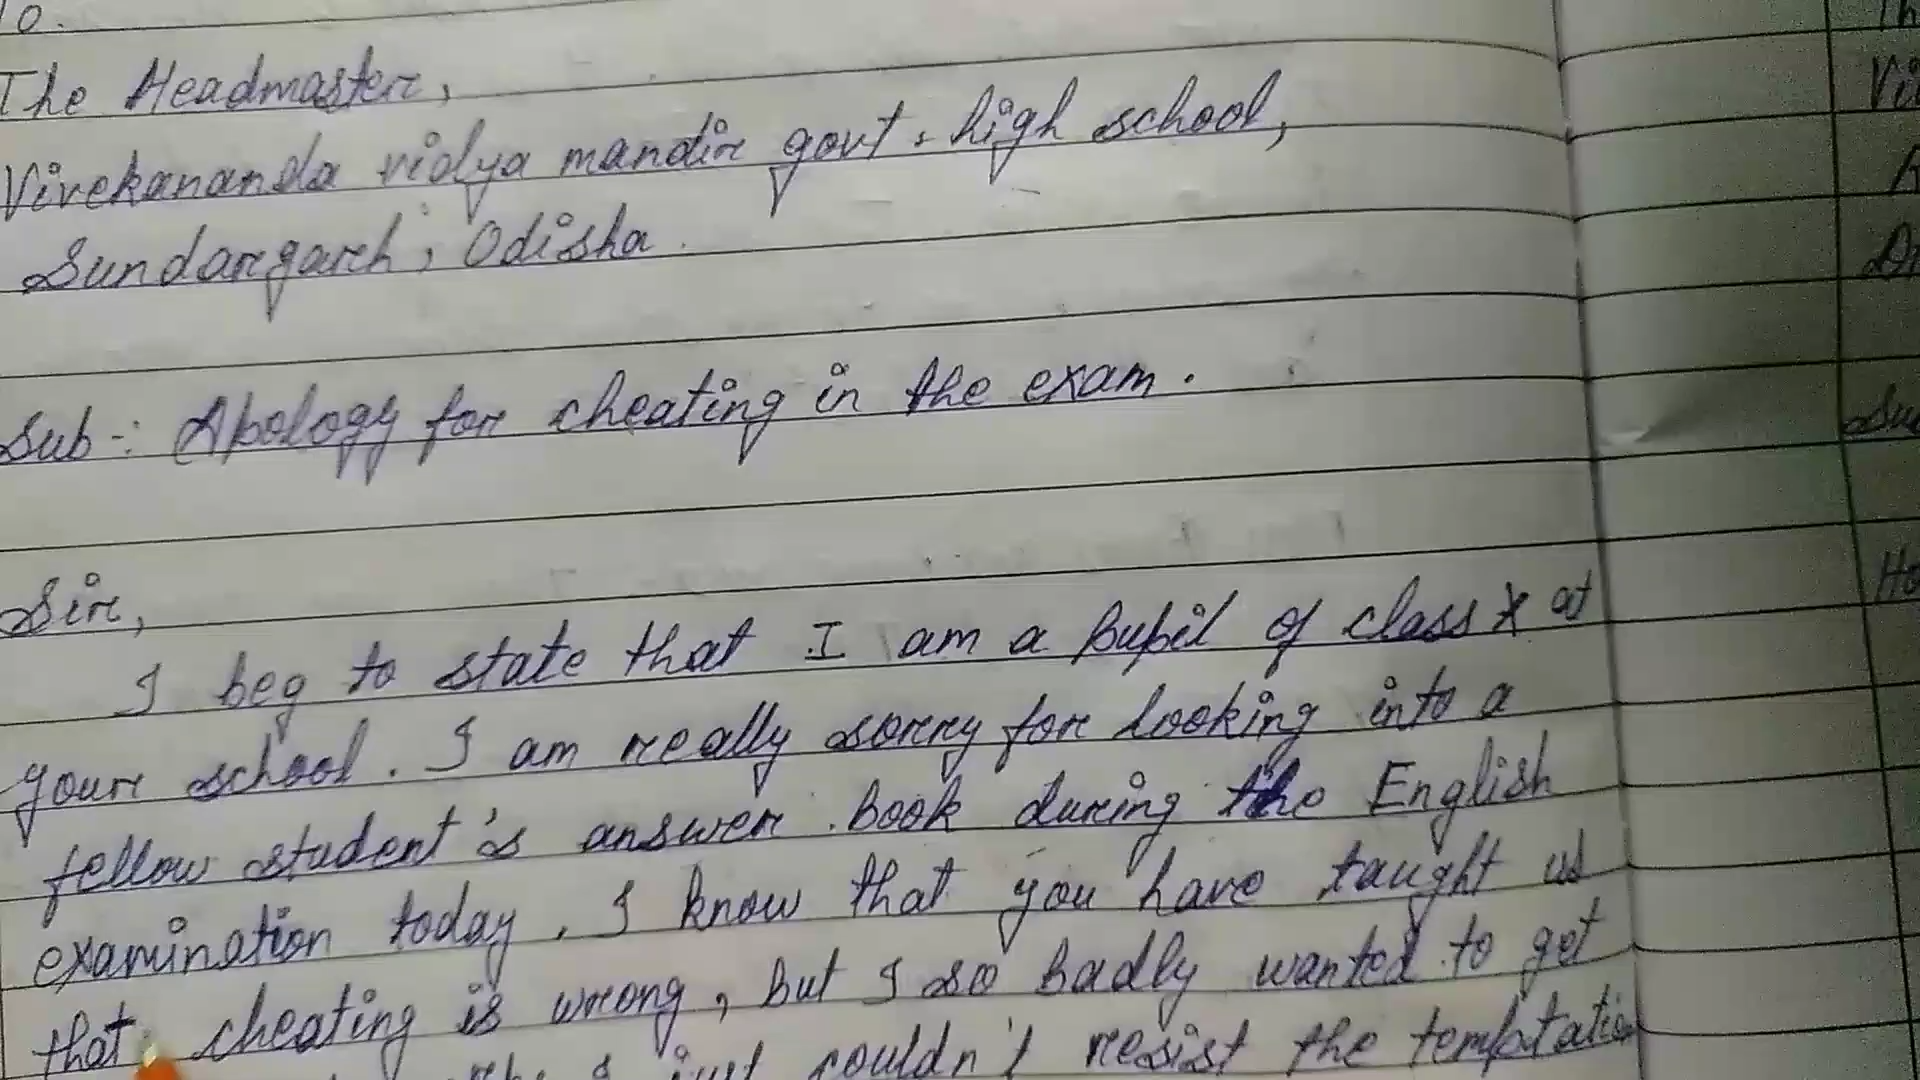 The Headmaster,
Vivekananda vidya mandir govt. high school,
Sundargarh, Odisha.
Sub-: Apology for cheating in the exam.
Sir,
I beg to state that I am a pupil of class X at
your school. I am really sorry for looking into a
fellow student's answer book during the English
examination today. I know that you have taught us
that cheating is wrong, but I so badly wanted to get
I just couldn't resist the temptation